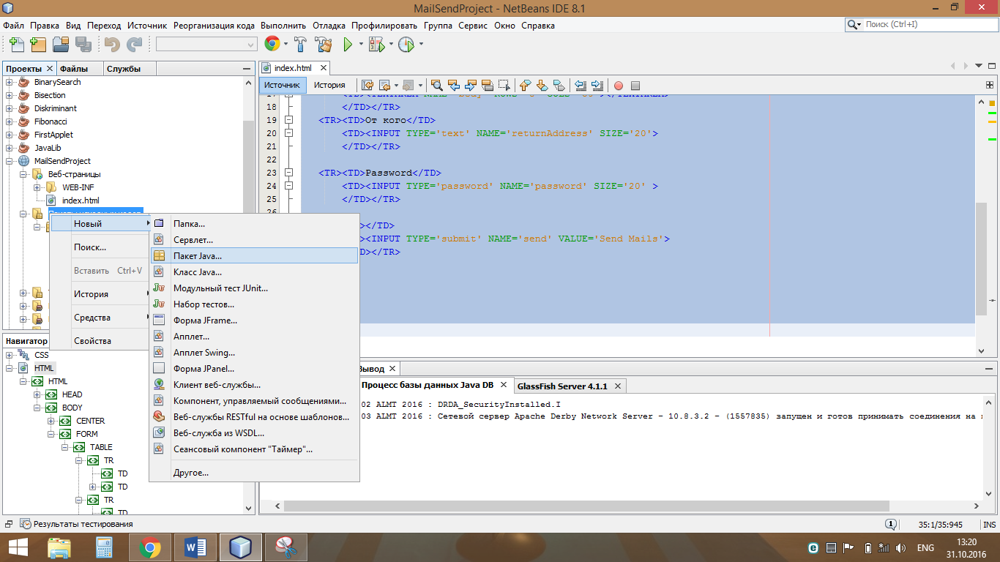 MailSendProject - NetBeans IDE 8.1
Файл Правка Вид Переход Источник Реорганизация кода Выполнить Отладка Профилировать Группа Сервис Окно Справка
Поиск (Ctrl+I)
Проекты Файлы Службы
BinarySearch
Bisection
Diskriminant
Fibonacci
FirstApplet
JavaLib
MailSendProject
Веб-страницы
WEB-INF
index.html
Новый
Поиск...
Вставить Ctrl+V
История
Средства
Свойства
Папка...
Сервлет...
Пакет Java...
Класс Java...
Модульный тест JUnit...
Набор тестов...
Форма JFrame...
Апплет...
Апплет Swing...
Форма JPanel...
Клиент веб-службы...
Компонент, управляемый сообщениями...
Веб-службы RESTful на основе шаблонов...
Веб-служба из WSDL...
Сеансовый компонент "Таймер"...
Другое...
index.html
Источник История
18 </TD></TR>
19 <TR><TD>От кого</TD>
20 <TD><INPUT TYPE='text' NAME='returnAddress' SIZE='20'>
21 </TD></TR>
22
23 <TR><TD>Password</TD>
24 <TD><INPUT TYPE='password' NAME='password' SIZE='20' >
25 </TD></TR>
26
></TD>
><INPUT TYPE='submit' NAME='send' VALUE='Send Mails'>
D></TR>
Навигатор
CSS
HTML
HTML
HEAD
BODY
CENTER
FORM
TABLE
TR
TD
TD
TR
TD
Вывод
Процесс базы данных Java DB GlassFish Server 4.1.1
02 ALMT 2016 : DRDA_SecurityInstalled.I
03 ALMT 2016 : Сетевой сервер Apache Derby Network Server - 10.8.3.2 - (1557835) запущен и готов принимать соединения на
Результаты тестирования
1 35:1/35:945 INS
ENG
13:20
31.10.2016